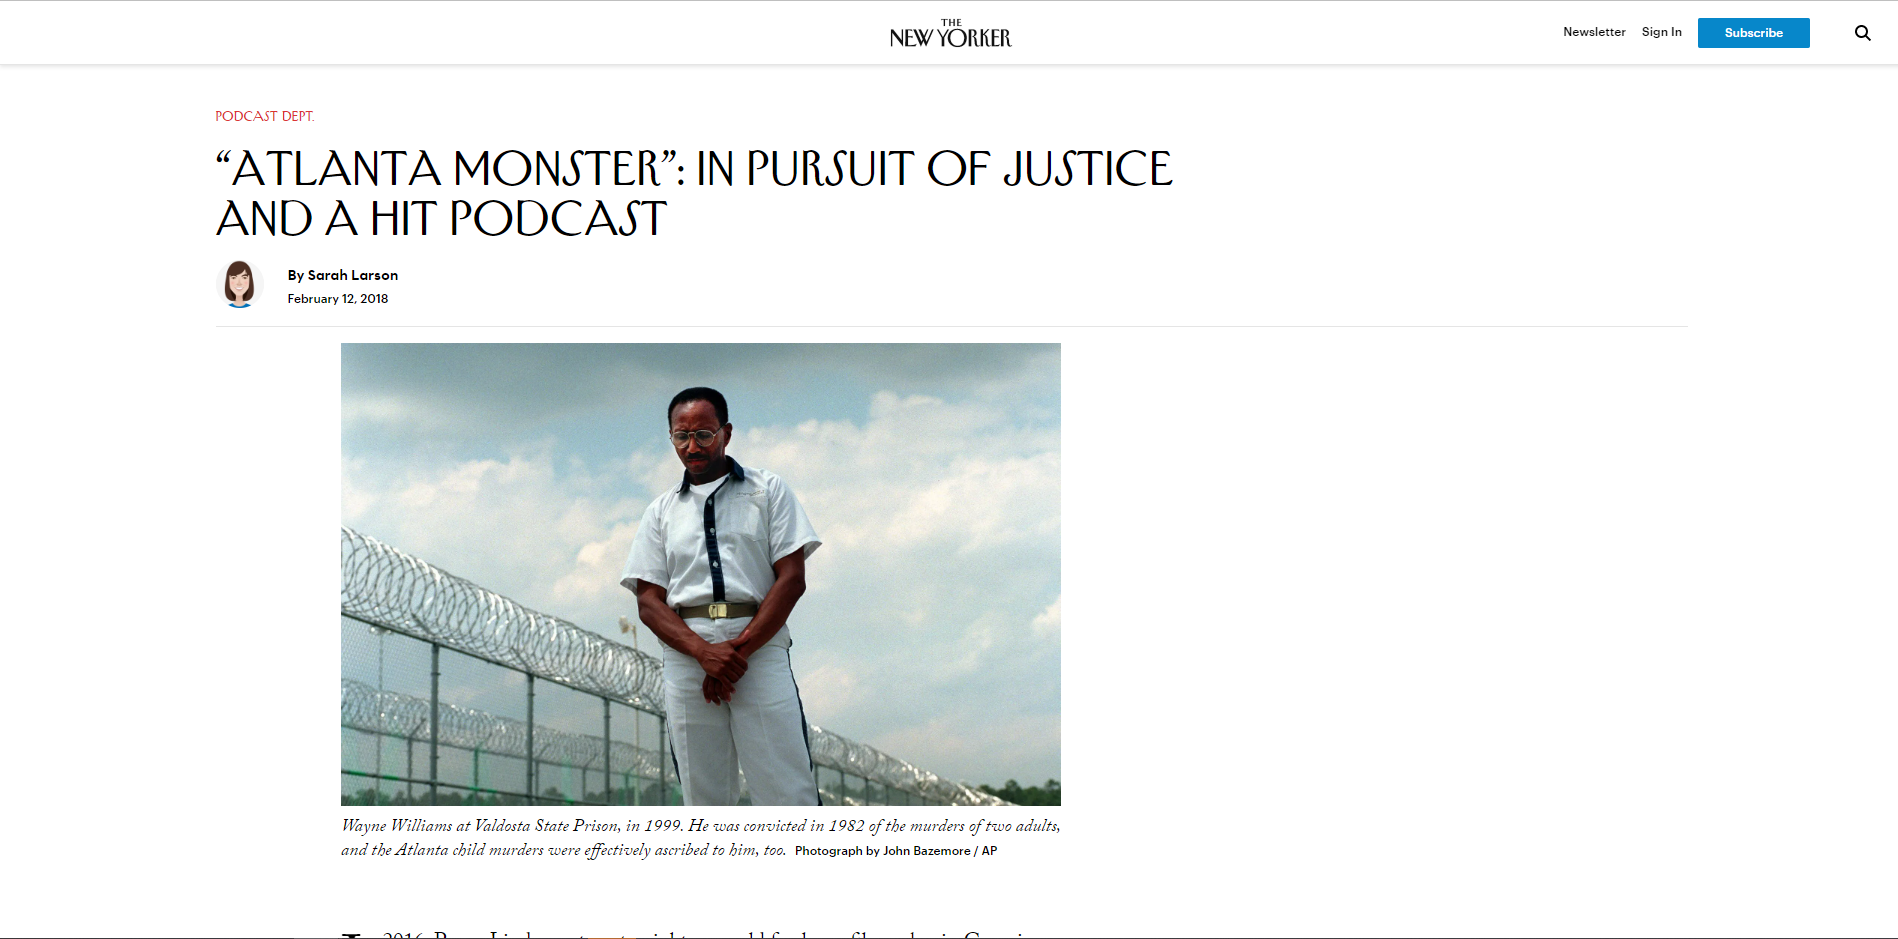 THE
NEW YORKER
Newsletter Sign In Subscribe
PODCAST DEPT.
“ATLANTA MONSTER”: IN PURSUIT OF JUSTICE
AND A HIT PODCAST
By Sarah Larson
February 12, 2018
Wayne Williams at Valdosta State Prison, in 1999. He was convicted in 1982 of the murders of two adults,
and the Atlanta child murders were effectively ascribed to him, too. Photograph by John Bazemore / AP